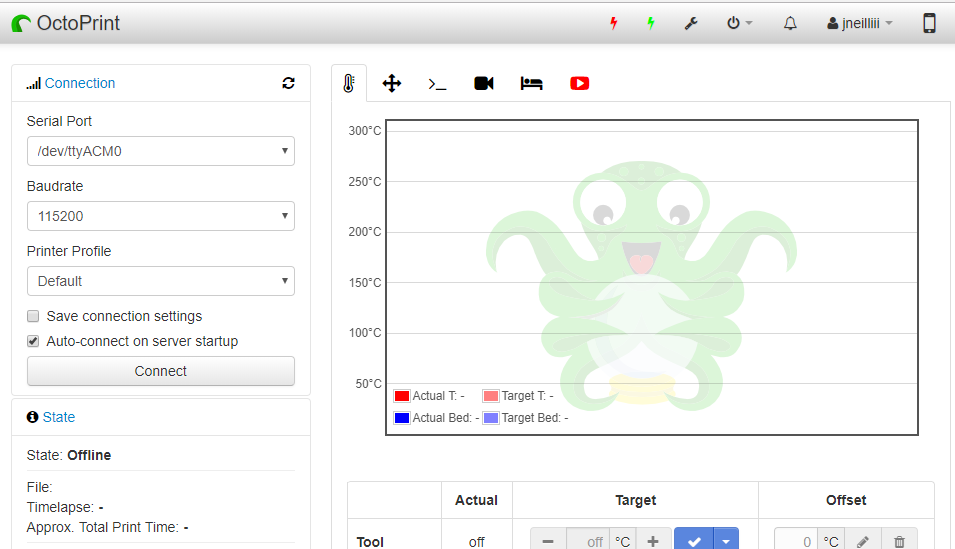 OctoPrint
jneilliii
Connection
Serial Port
/dev/ttyACM0
Baudrate
115200
Printer Profile
Default
Save connection settings
Auto-connect on server startup
Connect
State
State: Offline
File:
Timelapse: -
Approx. Total Print Time: -
300°C
250°C
200°C
150°C
100°C
50°C
Actual T: - Target T: -
Actual Bed: - Target Bed: -
Actual Target Offset
Tool off off °C 0 °C